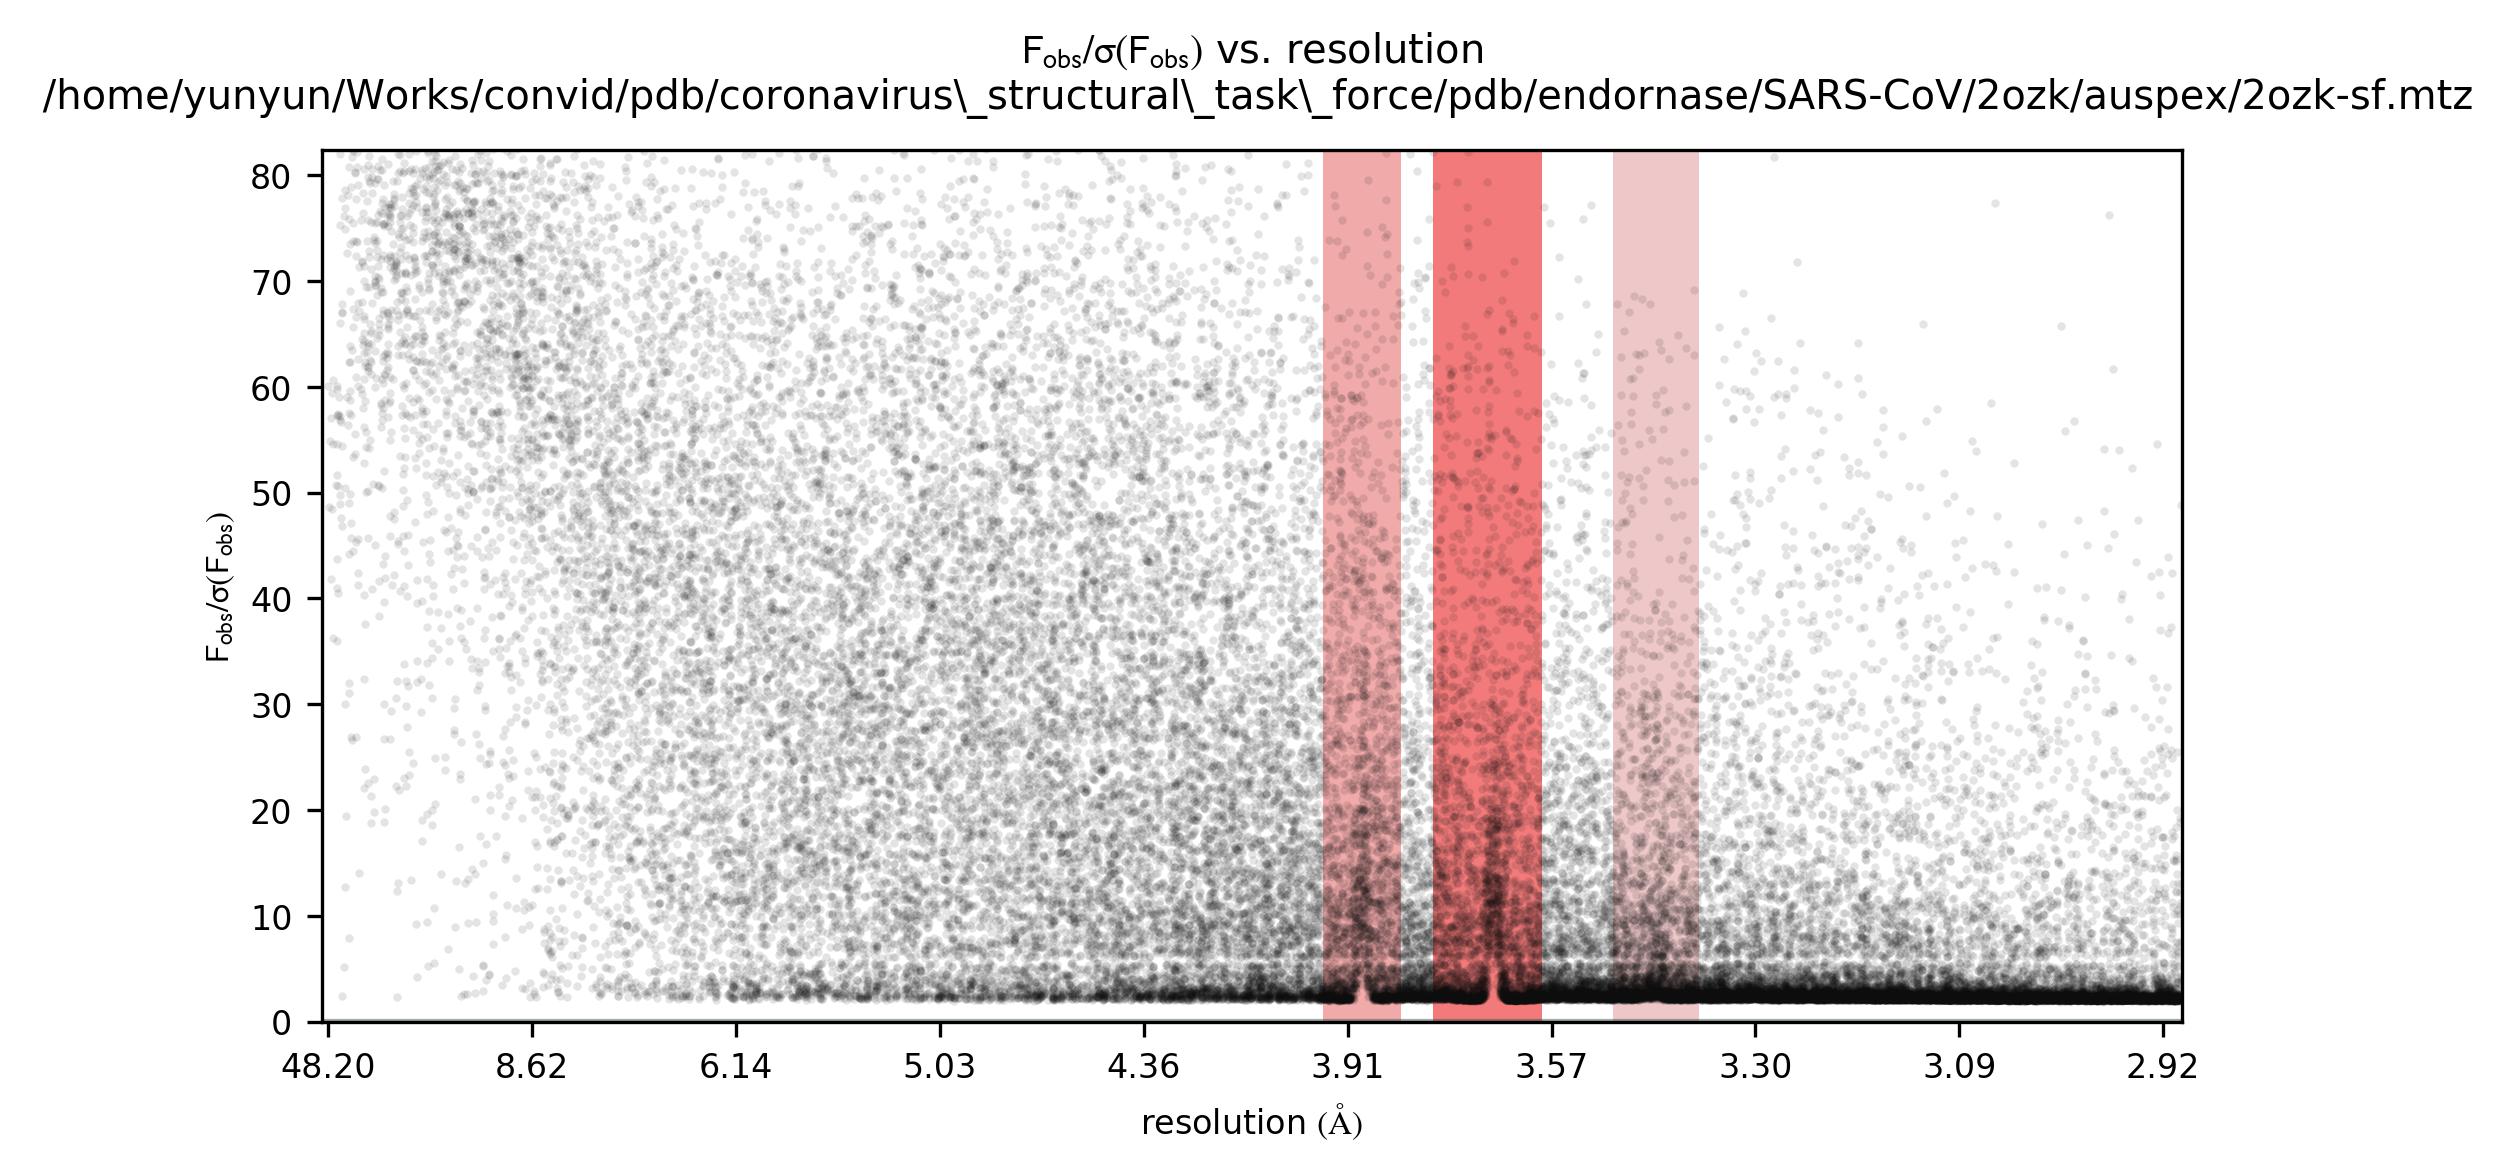 Fobs/σ(Fobs) vs. resolution
/home/yunyun/Works/convid/pdb/coronavirus\_structural\_task\_force/pdb/endornase/SARS-CoV/2ozk/auspex/2ozk-sf.mtz
Fobs/σ(Fobs)
80
70
60
50
40
30
20
10
0
48.20 8.62 6.14 5.03 4.36 3.91 3.57 3.30 3.09 2.92
resolution (Å)